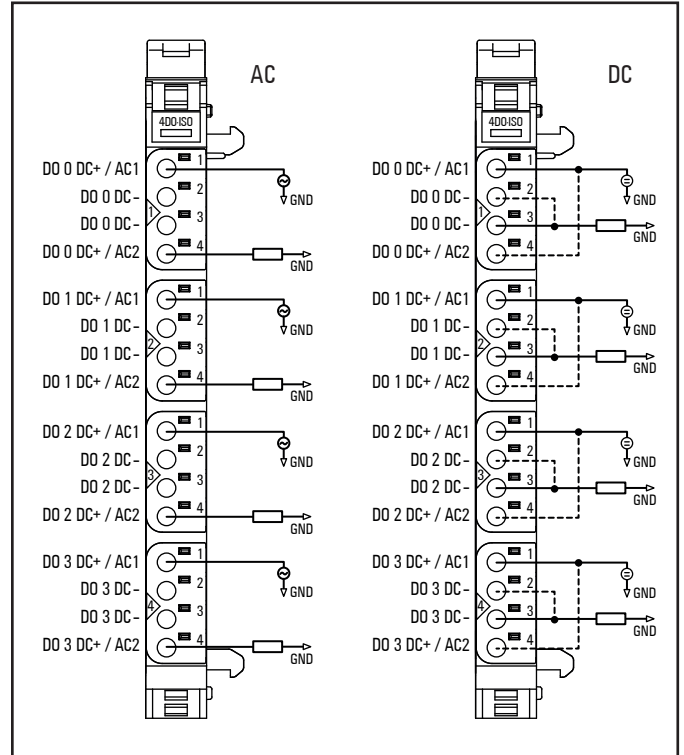 AC
4DO-ISO
DO 0 DC+ / AC1
1
DO 0 DC-
2
1
DO 0 DC-
3
DO 0 DC+ / AC2
4
GND
GND
DO 1 DC+ / AC1
1
DO 1 DC-
2
2
DO 1 DC-
3
DO 1 DC+ / AC2
4
GND
GND
DO 2 DC+ / AC1
1
DO 2 DC-
2
3
DO 2 DC-
3
DO 2 DC+ / AC2
4
GND
GND
DO 3 DC+ / AC1
1
DO 3 DC-
2
4
DO 3 DC-
3
DO 3 DC+ / AC2
4
GND
GND
DC
4DO-ISO
DO 0 DC+ / AC1
1
DO 0 DC-
2
1
DO 0 DC-
3
DO 0 DC+ / AC2
4
GND
GND
DO 1 DC+ / AC1
1
DO 1 DC-
2
2
DO 1 DC-
3
DO 1 DC+ / AC2
4
GND
GND
DO 2 DC+ / AC1
1
DO 2 DC-
2
3
DO 2 DC-
3
DO 2 DC+ / AC2
4
GND
GND
DO 3 DC+ / AC1
1
DO 3 DC-
2
4
DO 3 DC-
3
DO 3 DC+ / AC2
4
GND
GND